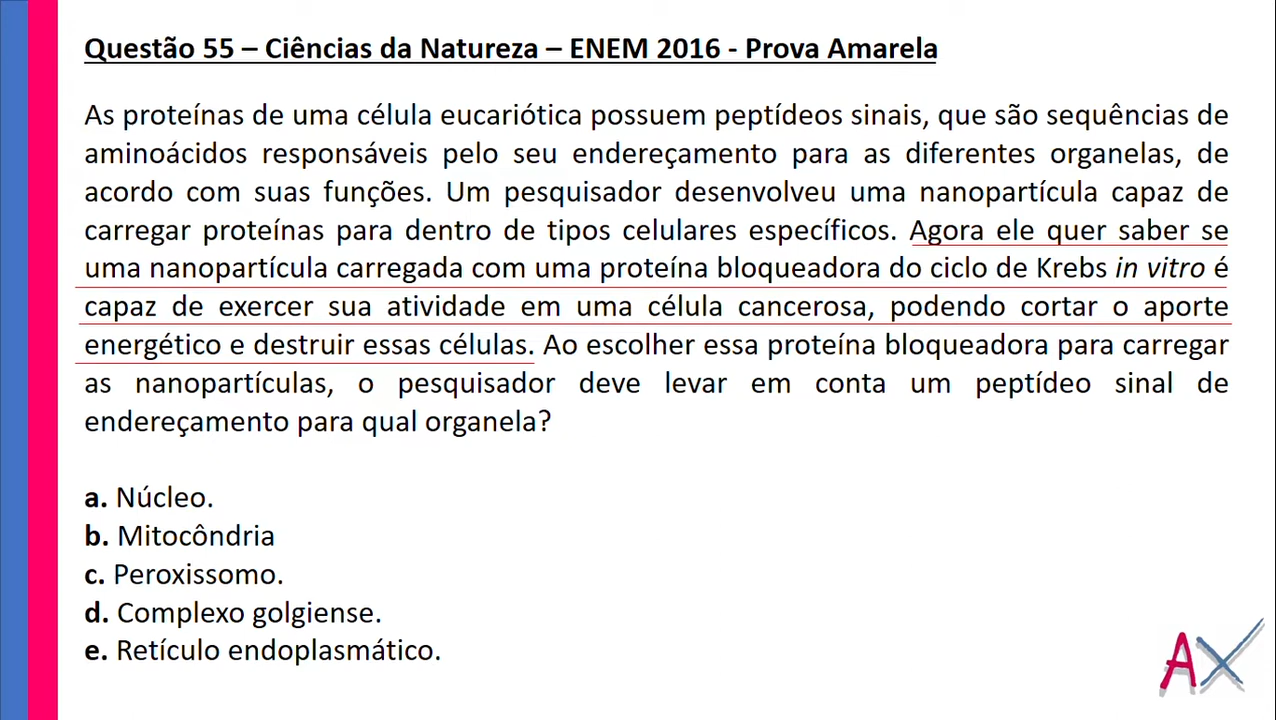 Questão 55 – Ciências da Natureza – ENEM 2016 - Prova Amarela
As proteínas de uma célula eucariótica possuem peptídeos sinais, que são sequências de
aminoácidos responsáveis pelo seu endereçamento para as diferentes organelas, de
acordo com suas funções. Um pesquisador desenvolveu uma nanopartícula capaz de
carregar proteínas para dentro de tipos celulares específicos. Agora ele quer saber se
uma nanopartícula carregada com uma proteína bloqueadora do ciclo de Krebs in vitro é
capaz de exercer sua atividade em uma célula cancerosa, podendo cortar o aporte
energético e destruir essas células. Ao escolher essa proteína bloqueadora para carregar
as nanopartículas, o pesquisador deve levar em conta um peptídeo sinal de
endereçamento para qual organela?
a. Núcleo.
b. Mitocôndria
c. Peroxissomo.
d. Complexo golgiense.
e. Retículo endoplasmático.
AX